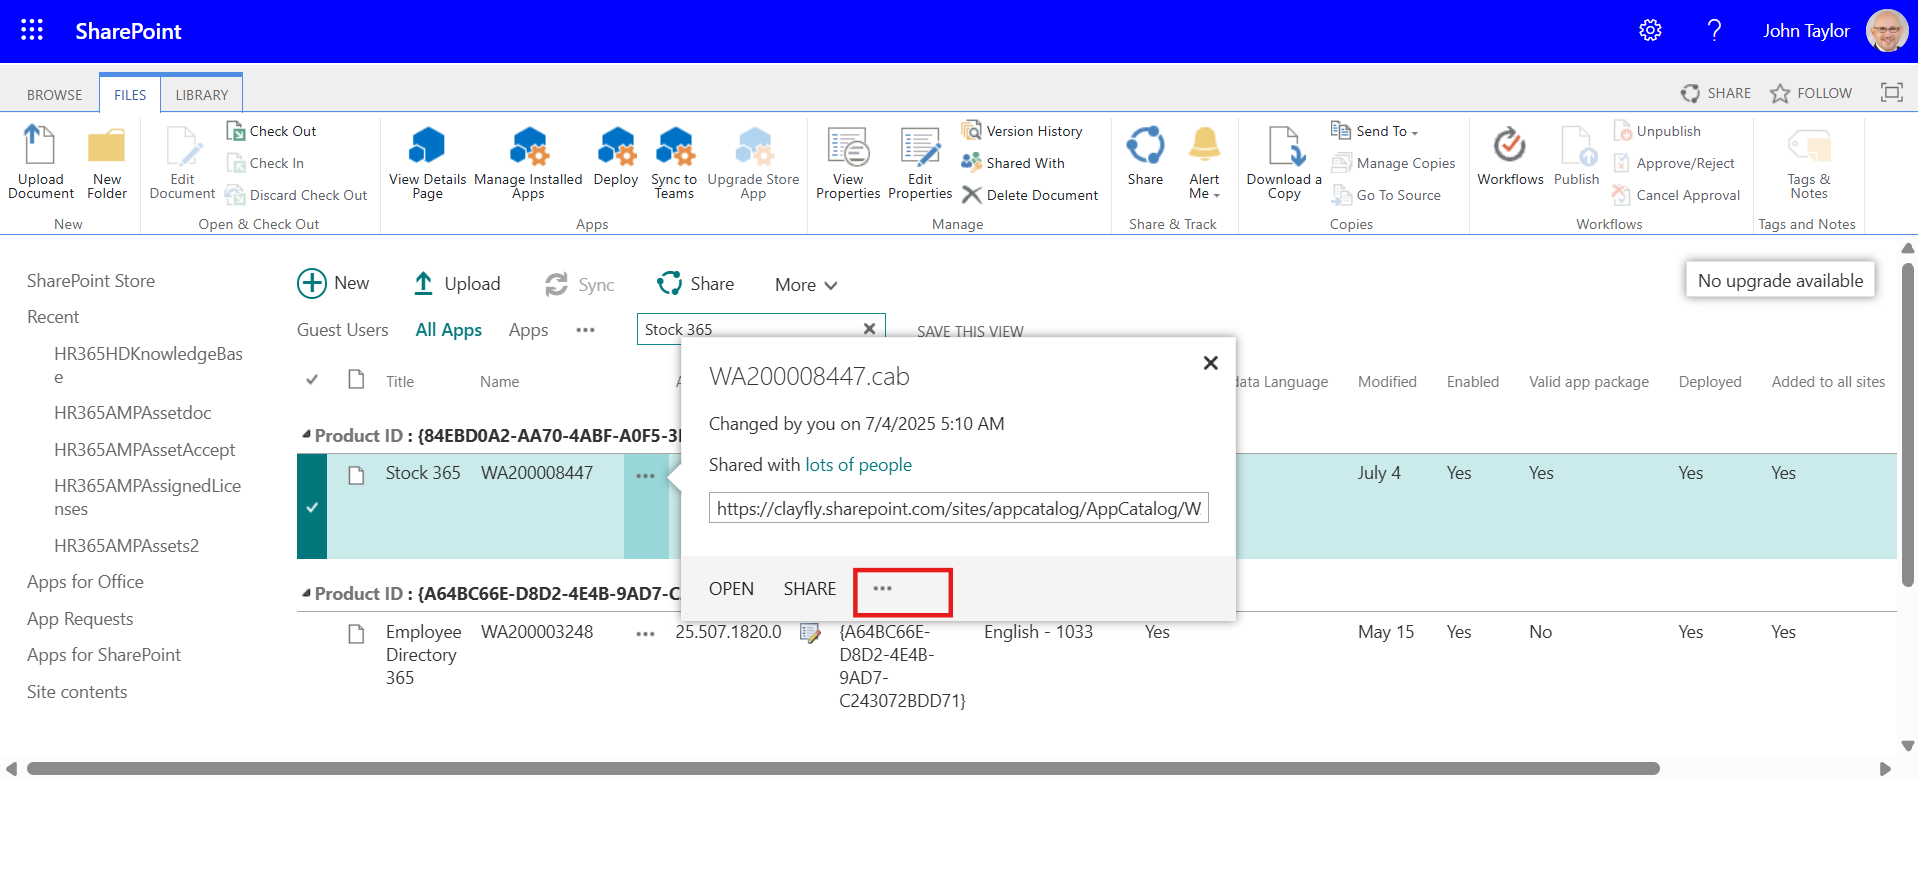 SharePoint
John Taylor
BROWSE
FILES
LIBRARY
SHARE
FOLLOW
Upload Document
New Folder
New
Edit Document
Check Out
Check In
Discard Check Out
Open & Check Out
View Details Page
Manage Installed Apps
Deploy
Sync to Teams
Upgrade Store App
Apps
View Properties
Edit Properties
Version History
Shared With
Delete Document
Manage
Share
Alert Me
Share & Track
Download a Copy
Send To
Manage Copies
Go To Source
Copies
Workflows
Publish
Unpublish
Approve/Reject
Cancel Approval
Workflows
Tags & Notes
Tags and Notes
SharePoint Store
Recent
HR365HDKnowledgeBas
e
HR365AMPAssetdoc
HR365AMPAssetAccept
HR365AMPAssignedLice
nses
HR365AMPAssets2
Apps for Office
App Requests
Apps for SharePoint
Site contents
New
Upload
Sync
Share
More
No upgrade available
Guest Users
All Apps
Apps
Stock 365
SAVE THIS VIEW
Title
Name
data Language
Modified
Enabled
Valid app package
Deployed
Added to all sites
Product ID : {84EBD0A2-AA70-4ABF-A0F5-3
Stock 365
WA200008447
July 4
Yes
Yes
Yes
Yes
WA200008447.cab
Changed by you on 7/4/2025 5:10 AM
Shared with lots of people
https://clayfly.sharepoint.com/sites/appcatalog/AppCatalog/W
OPEN
SHARE
Product ID : {A64BC66E-D8D2-4E4B-9AD7-C
Employee
Directory
365
WA200003248
25.507.1820.0
{A64BC66E-
D8D2-4E4B-
9AD7-
C243072BDD71}
English - 1033
Yes
May 15
Yes
No
Yes
Yes